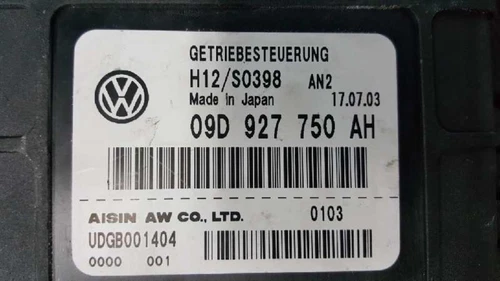 GETRIEBESTEUERUNG
H12/S0398 AN2
Made in Japan 17.07.03
09D 927 750 AH
AISIN AW CO., LTD. 0103
UDGB001404
0000 001